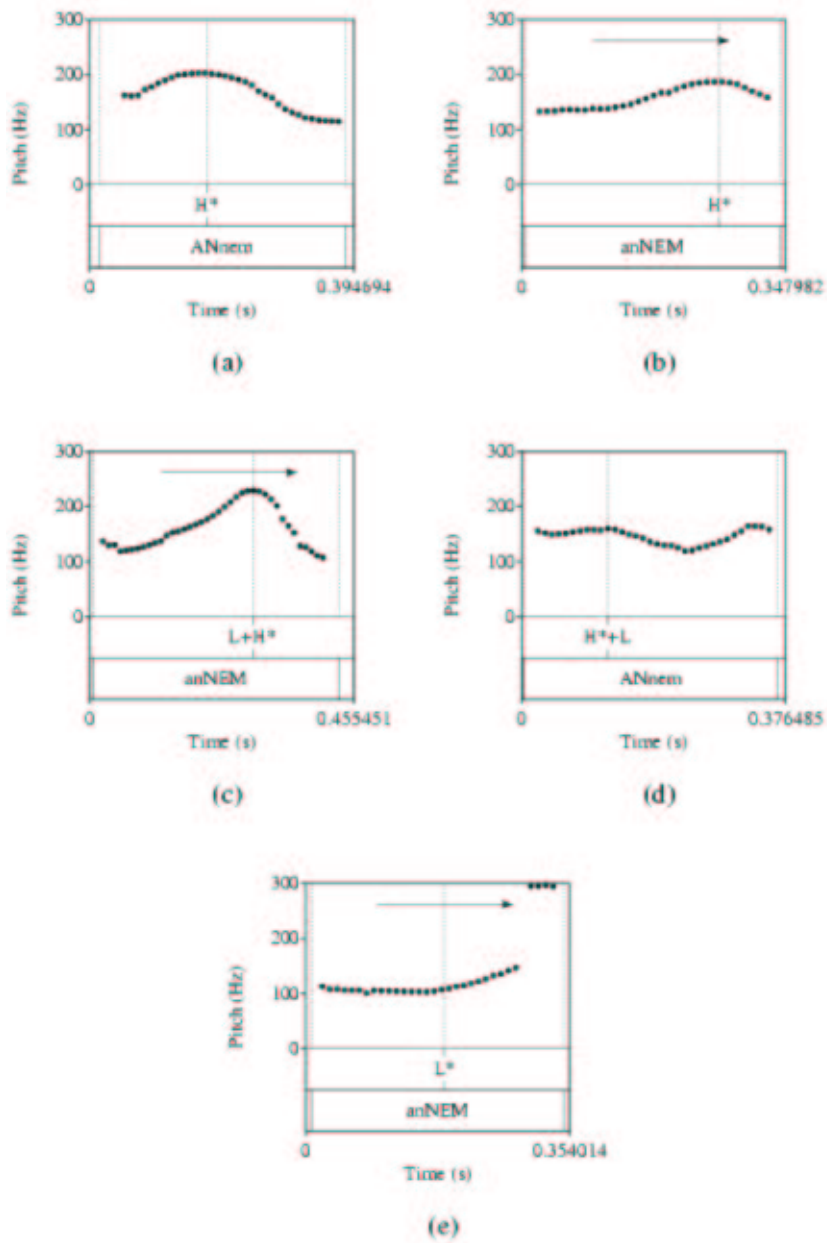 300
200
100
0
Pitch (Hz)
H*
ANnem
0 0.394694
Time (s)
(a)
300
200
100
0
Pitch (Hz)
H*
anNEM
0 0.347982
Time (s)
(b)
300
200
100
0
Pitch (Hz)
L+H*
anNEM
0 0.455451
Time (s)
(c)
300
200
100
0
Pitch (Hz)
H*+L
ANnem
0 0.376485
Time (s)
(d)
300
200
100
0
Pitch (Hz)
L*
anNEM
0 0.354014
Time (s)
(e)